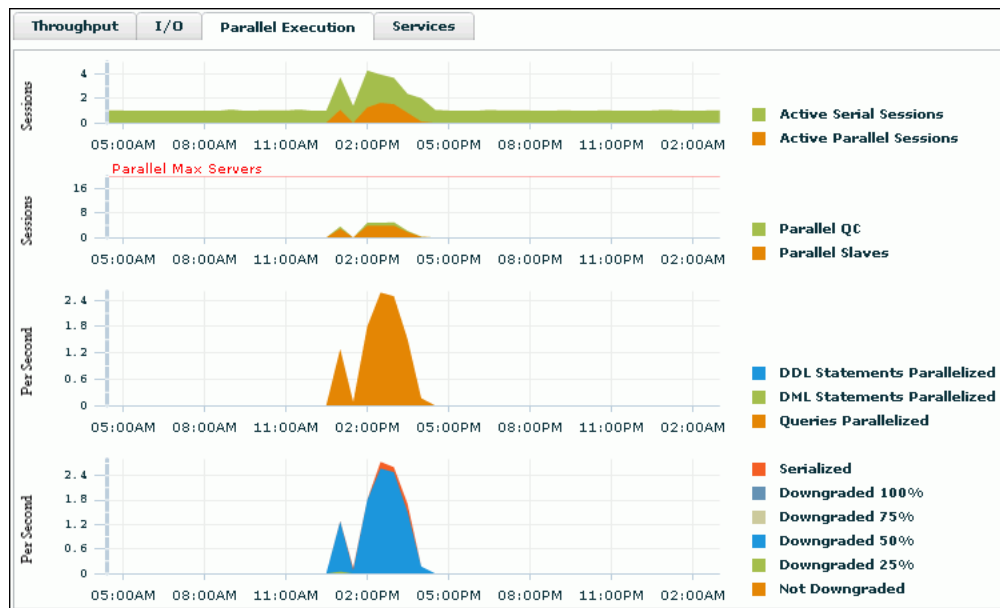 Throughput I/O Parallel Execution Services
Sessions
4
2
0
05:00AM 08:00AM 11:00AM 02:00PM 05:00PM 08:00PM 11:00PM 02:00AM
Active Serial Sessions
Active Parallel Sessions
Parallel Max Servers
Sessions
16
8
0
05:00AM 08:00AM 11:00AM 02:00PM 05:00PM 08:00PM 11:00PM 02:00AM
Parallel QC
Parallel Slaves
Per Second
2.4
1.8
1.2
0.6
0
05:00AM 08:00AM 11:00AM 02:00PM 05:00PM 08:00PM 11:00PM 02:00AM
DDL Statements Parallelized
DML Statements Parallelized
Queries Parallelized
Per Second
2.4
1.8
1.2
0.6
0
05:00AM 08:00AM 11:00AM 02:00PM 05:00PM 08:00PM 11:00PM 02:00AM
Serialized
Downgraded 100%
Downgraded 75%
Downgraded 50%
Downgraded 25%
Not Downgraded